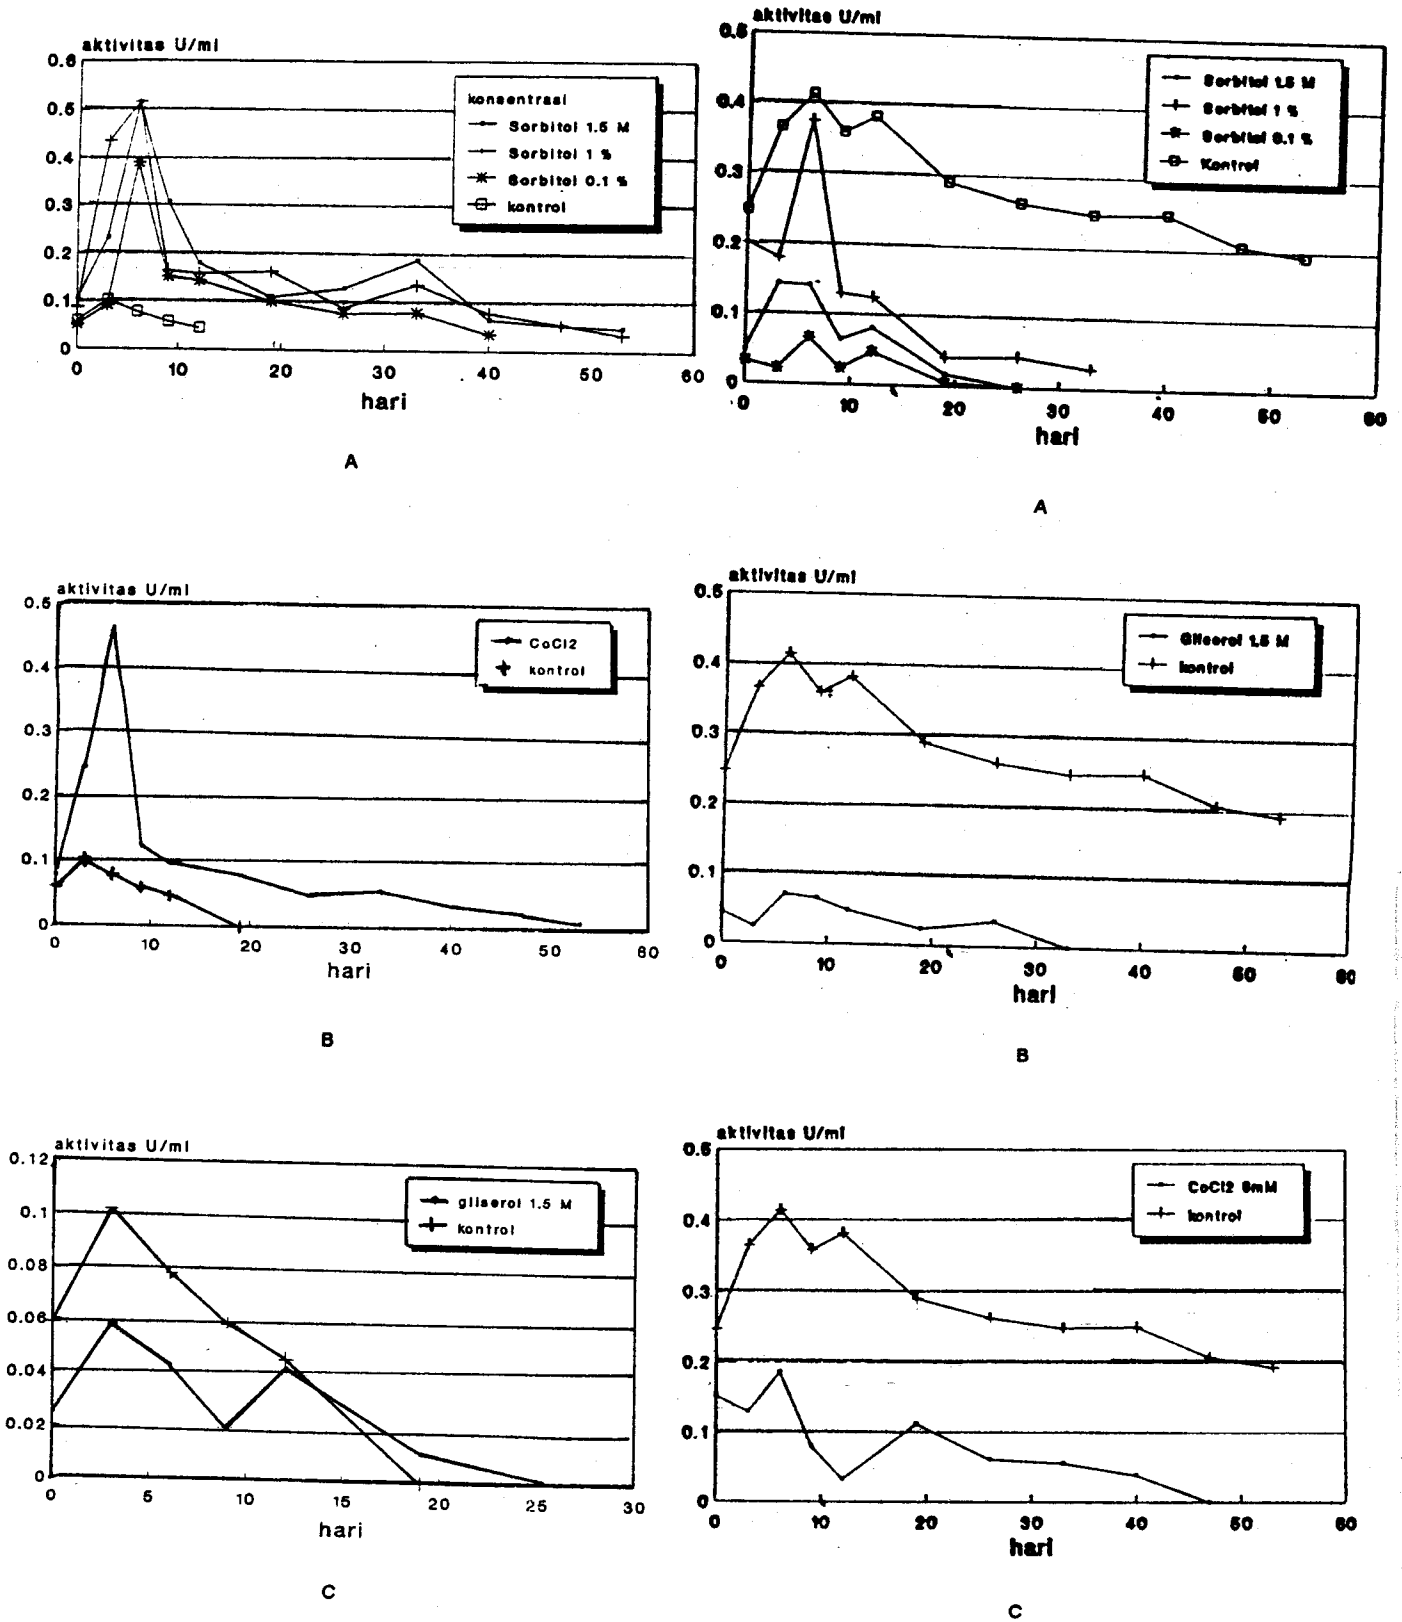 aktivitas U/ml
0.6
0.5
0.4
0.3
0.2
0.1
0
konsentrasi
Sorbitol 1.5 M
Sorbitol 1 %
Sorbitol 0.1 %
kontrol
0 10 20 30 40 50 60
hari
A
aktivitas U/ml
0.5
0.4
0.3
0.2
0.1
0
Sorbitol 1.5 M
Sorbitol 1 %
Sorbitol 0.1 %
Kontrol
0 10 20 30 40 50 60
hari
A
aktivitas U/ml
0.5
0.4
0.3
0.2
0.1
0
CoCl2
kontrol
0 10 20 30 40 50 60
hari
B
aktivitas U/ml
0.5
0.4
0.3
0.2
0.1
0
Gliserol 1.5 M
kontrol
0 10 20 30 40 50 60
hari
B
aktivitas U/ml
0.12
0.1
0.08
0.06
0.04
0.02
0
gliserol 1.5 M
kontrol
0 5 10 15 20 25 30
hari
C
aktivitas U/ml
0.5
0.4
0.3
0.2
0.1
0
CoCl2 5mM
kontrol
0 10 20 30 40 50 60
hari
C